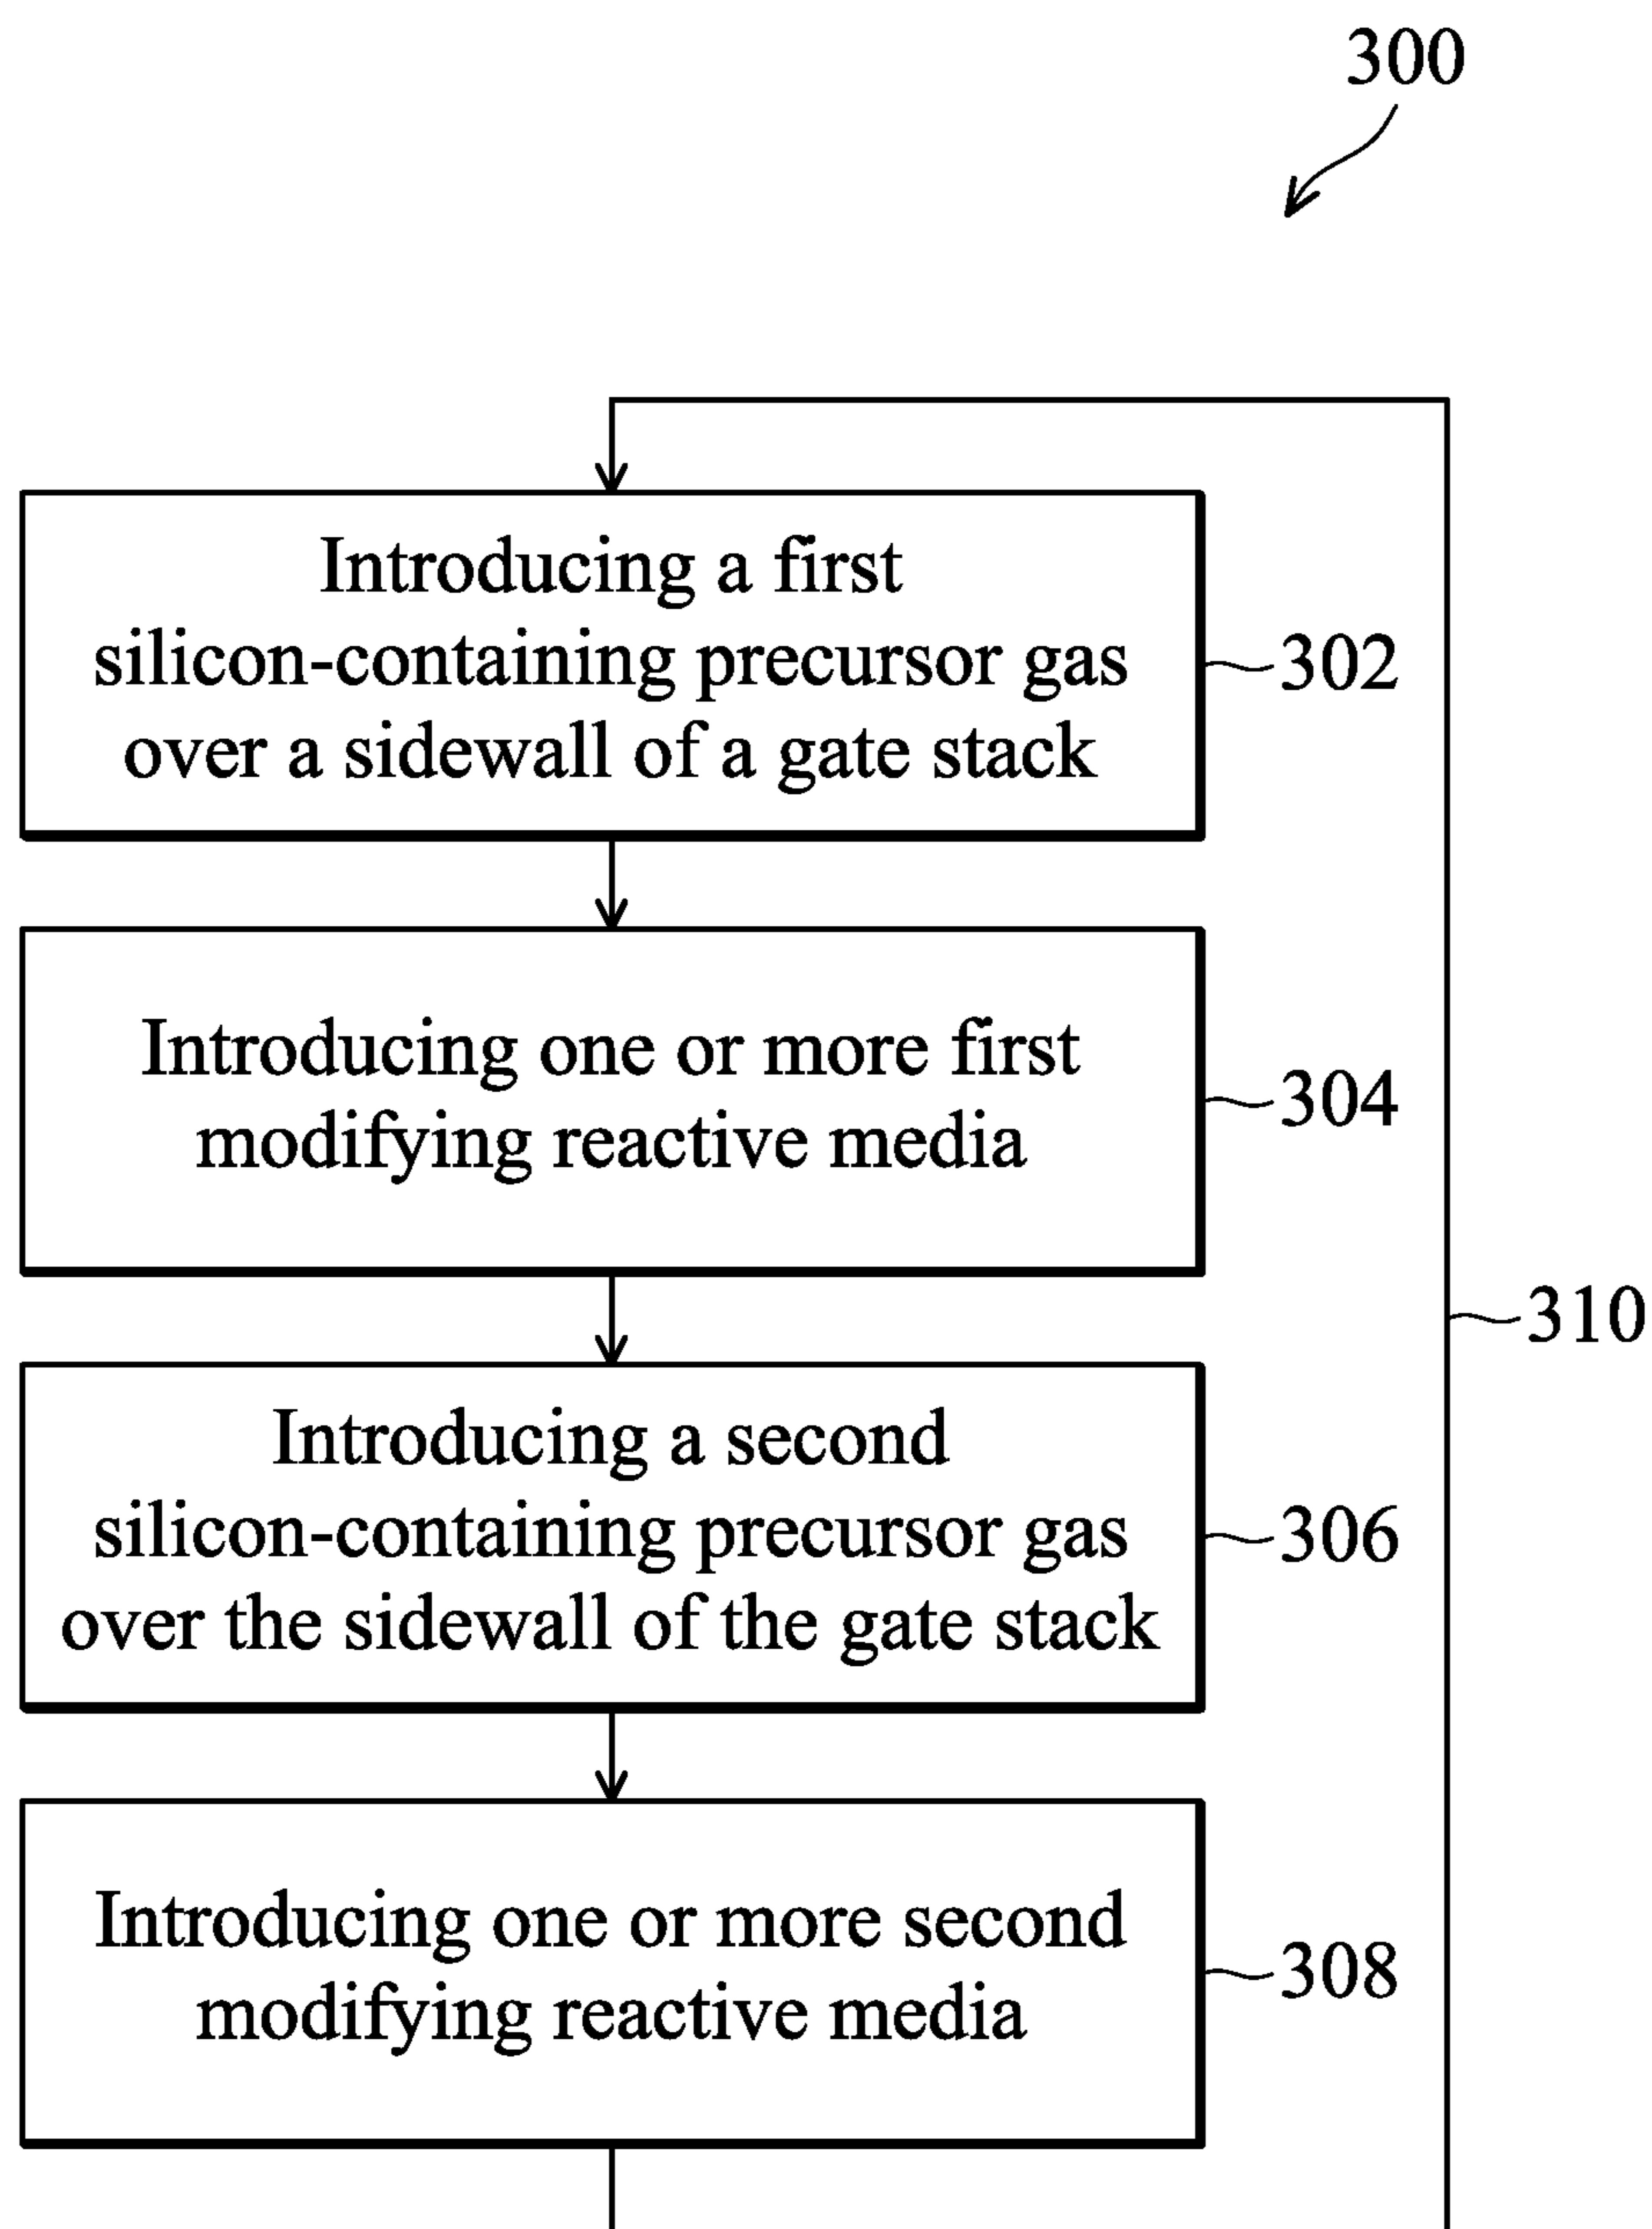 300
Introducing a first
silicon-containing precursor gas
over a sidewall of a gate stack
302
Introducing one or more first
modifying reactive media
304
310
Introducing a second
silicon-containing precursor gas
over the sidewall of the gate stack
306
Introducing one or more second
modifying reactive media
308